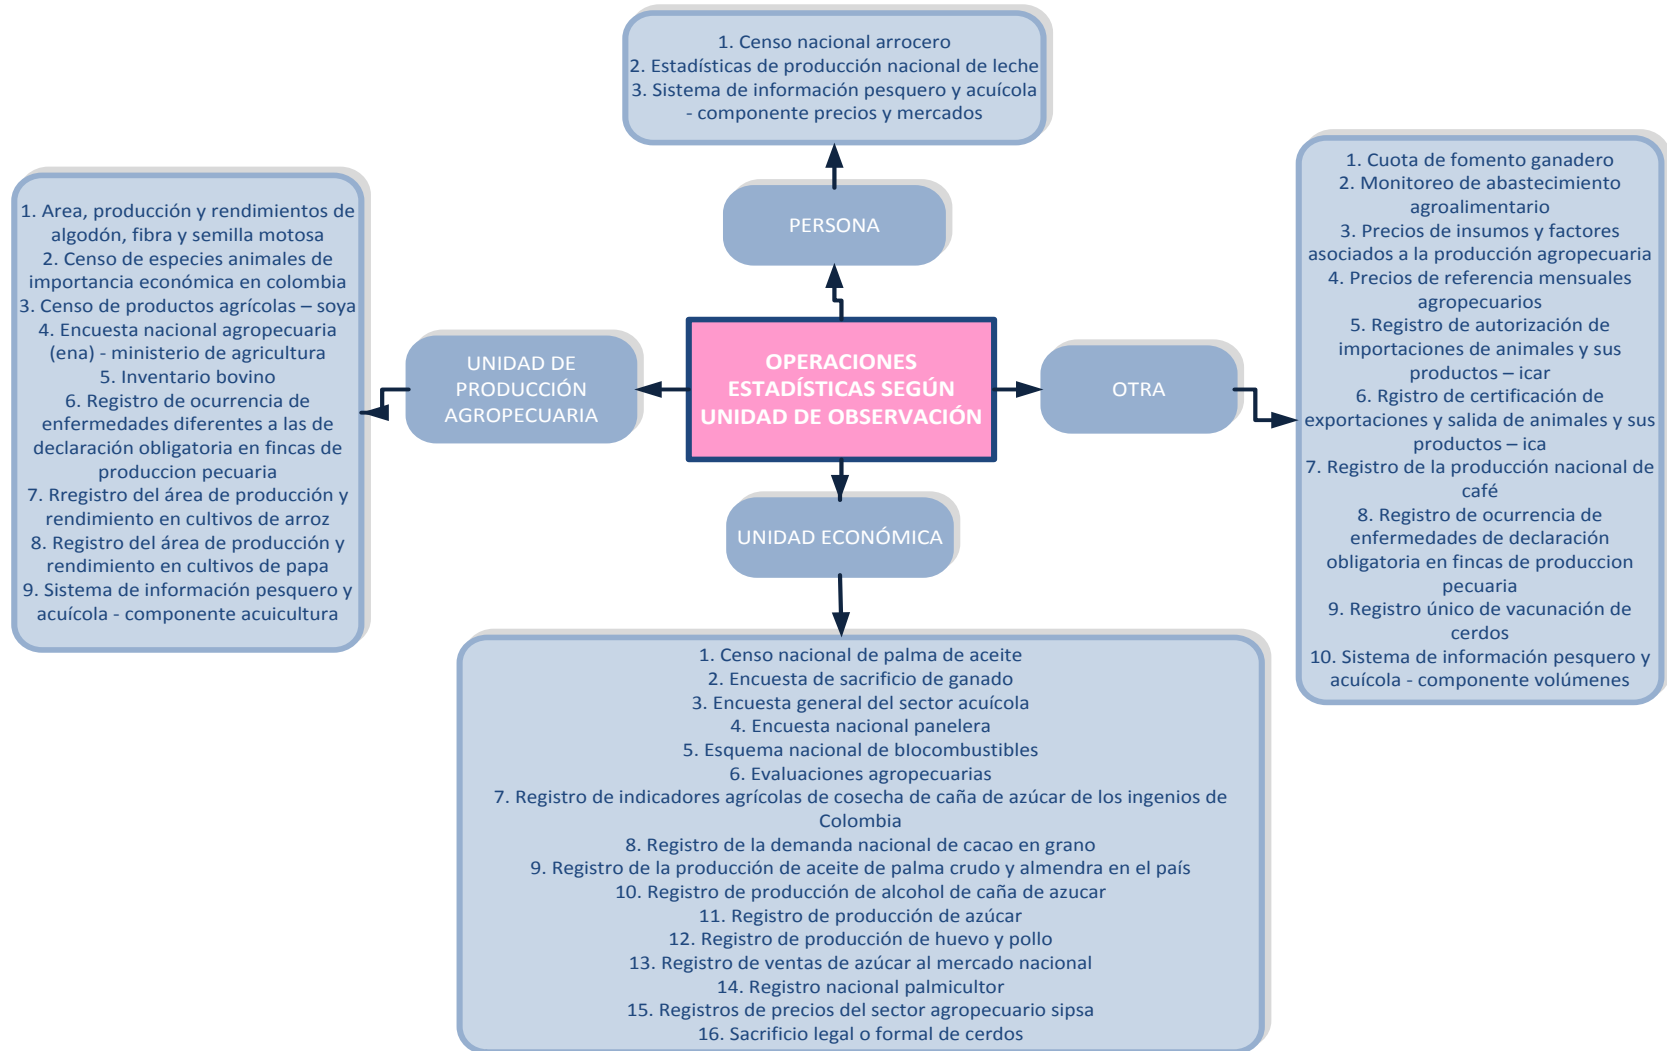 1. Censo nacional arrocero
2. Estadísticas de producción nacional de leche
3. Sistema de información pesquero y acuícola
- componente precios y mercados
PERSONA
1. Area, producción y rendimientos de
algodón, fibra y semilla motosa
2. Censo de especies animales de
importancia económica en colombia
3. Censo de productos agrícolas – soya
4. Encuesta nacional agropecuaria
(ena) - ministerio de agricultura
5. Inventario bovino
6. Registro de ocurrencia de
enfermedades diferentes a las de
declaración obligatoria en fincas de
produccion pecuaria
7. Rregistro del área de producción y
rendimiento en cultivos de arroz
8. Registro del área de producción y
rendimiento en cultivos de papa
9. Sistema de información pesquero y
acuícola - componente acuicultura
UNIDAD DE
PRODUCCIÓN
AGROPECUARIA
OPERACIONES
ESTADÍSTICAS SEGÚN
UNIDAD DE OBSERVACIÓN
OTRA
1. Cuota de fomento ganadero
2. Monitoreo de abastecimiento
agroalimentario
3. Precios de insumos y factores
asociados a la producción agropecuaria
4. Precios de referencia mensuales
agropecuarios
5. Registro de autorización de
importaciones de animales y sus
productos – icar
6. Rgistro de certificación de
exportaciones y salida de animales y sus
productos – ica
7. Registro de la producción nacional de
café
8. Registro de ocurrencia de
enfermedades de declaración
obligatoria en fincas de produccion
pecuaria
9. Registro único de vacunación de
cerdos
10. Sistema de información pesquero y
acuícola - componente volúmenes
UNIDAD ECONÓMICA
1. Censo nacional de palma de aceite
2. Encuesta de sacrificio de ganado
3. Encuesta general del sector acuícola
4. Encuesta nacional panelera
5. Esquema nacional de bIocombustibles
6. Evaluaciones agropecuarias
7. Registro de indicadores agrícolas de cosecha de caña de azúcar de los ingenios de
Colombia
8. Registro de la demanda nacional de cacao en grano
9. Registro de la producción de aceite de palma crudo y almendra en el país
10. Registro de producción de alcohol de caña de azucar
11. Registro de producción de azúcar
12. Registro de producción de huevo y pollo
13. Registro de ventas de azúcar al mercado nacional
14. Registro nacional palmicultor
15. Registros de precios del sector agropecuario sipsa
16. Sacrificio legal o formal de cerdos